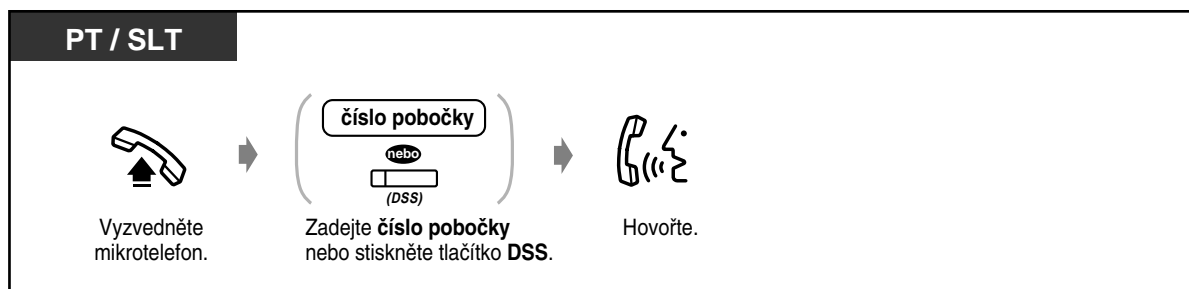 PT / SLT
číslo pobočky
nebo
(DSS)
Vyzvedněte
mikrotelefon.
Zadejte číslo pobočky
nebo stiskněte tlačítko DSS.
Hovořte.